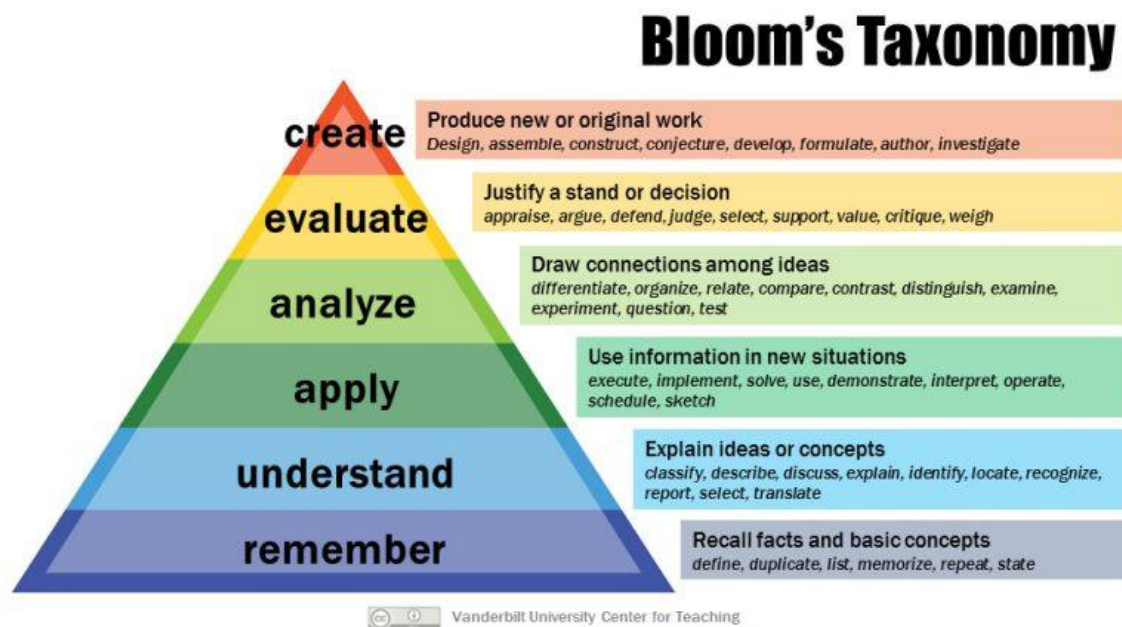 Bloom's Taxonomy
create
Produce new or original work
Design, assemble, construct, conjecture, develop, formulate, author, investigate
evaluate
Justify a stand or decision
appraise, argue, defend, judge, select, support, value, critique, weigh
analyze
Draw connections among ideas
differentiate, organize, relate, compare, contrast, distinguish, examine,
experiment, question, test
apply
Use information in new situations
execute, implement, solve, use, demonstrate, interpret, operate,
schedule, sketch
understand
Explain ideas or concepts
classify, describe, discuss, explain, identify, locate, recognize,
report, select, translate
remember
Recall facts and basic concepts
define, duplicate, list, memorize, repeat, state
cc
Vanderbilt University Center for Teaching